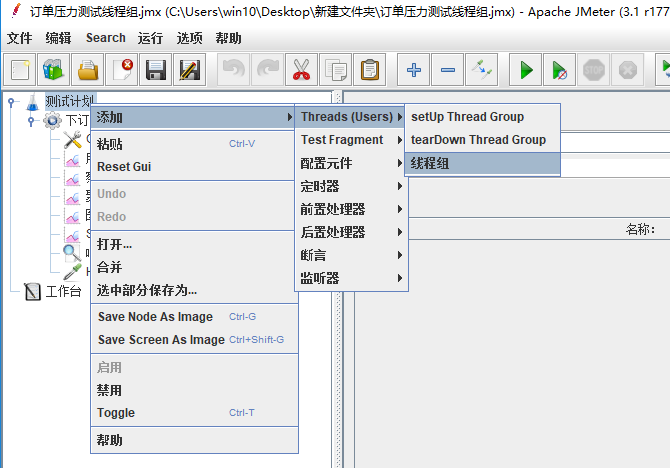 订单压力测试线程组.jmx (C:\Users\win10\Desktop\新建文件夹\订单压力测试线程组.jmx) - Apache JMeter (3.1 r177
文件 编辑 Search 运行 选项 帮助
测试计划
下订
工作台
添加
粘贴 Ctrl-V
Reset Gui
Undo
Redo
打开...
合并
选中部分保存为...
Save Node As Image Ctrl-G
Save Screen As Image Ctrl+Shift-G
启用
禁用
Toggle Ctrl-T
帮助
Threads (Users)
Test Fragment
配置元件
定时器
前置处理器
后置处理器
断言
监听器
setUp Thread Group
tearDown Thread Group
线程组
名称: